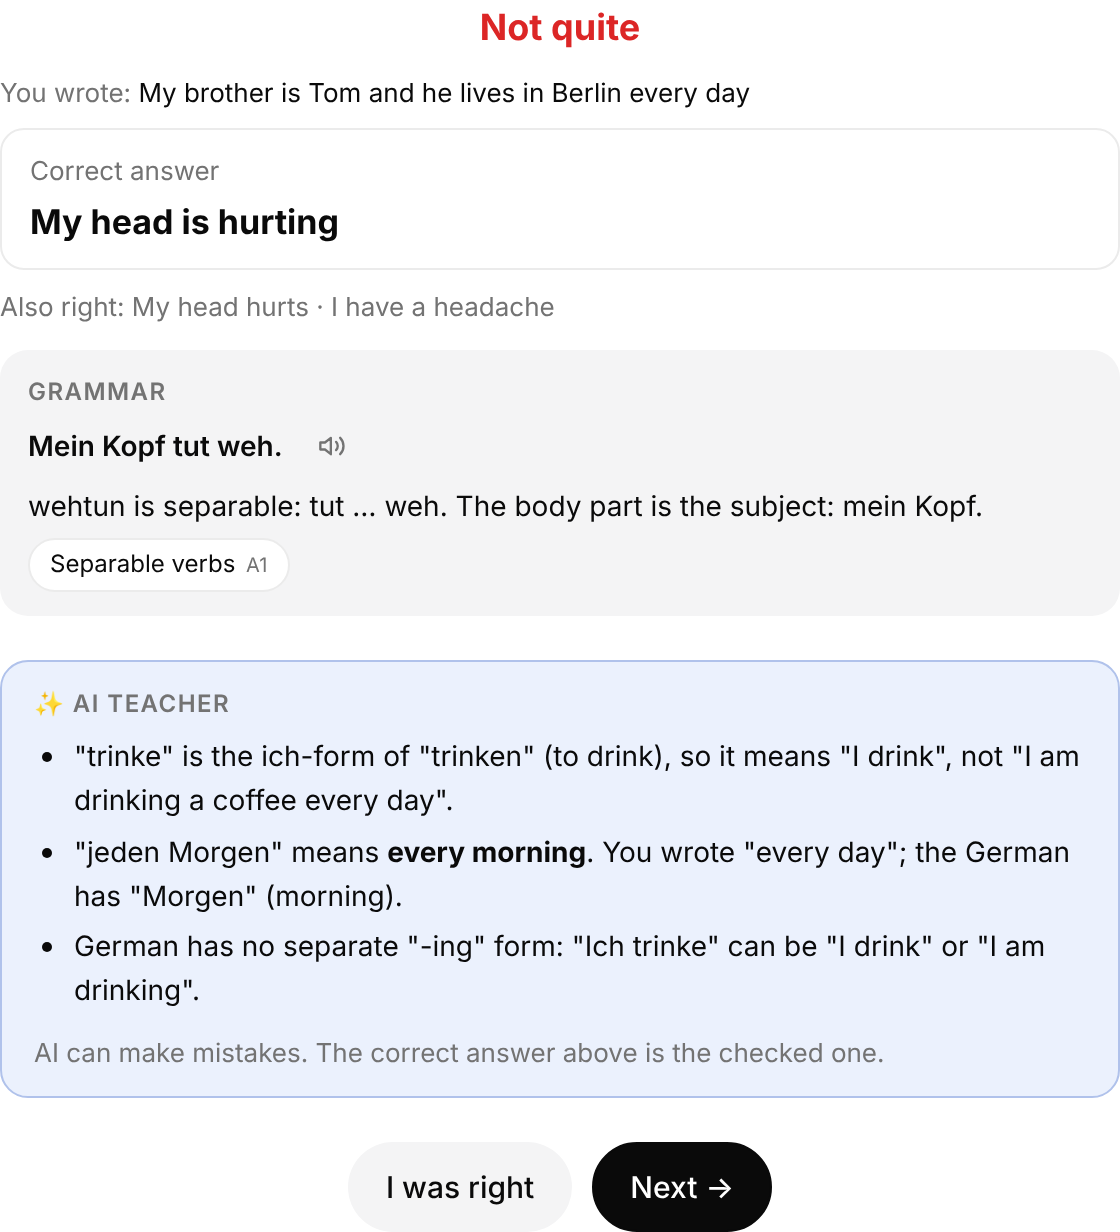 Not quite
You wrote: My brother is Tom and he lives in Berlin every day
Correct answer
My head is hurting
Also right: My head hurts · I have a headache
GRAMMAR
Mein Kopf tut weh.
wehtun is separable: tut ... weh. The body part is the subject: mein Kopf.
Separable verbs A1
✨ AI TEACHER
• "trinke" is the ich-form of "trinken" (to drink), so it means "I drink", not "I am
drinking a coffee every day".
• "jeden Morgen" means every morning. You wrote "every day"; the German
has "Morgen" (morning).
• German has no separate "-ing" form: "Ich trinke" can be "I drink" or "I am
drinking".
AI can make mistakes. The correct answer above is the checked one.
I was right
Next →